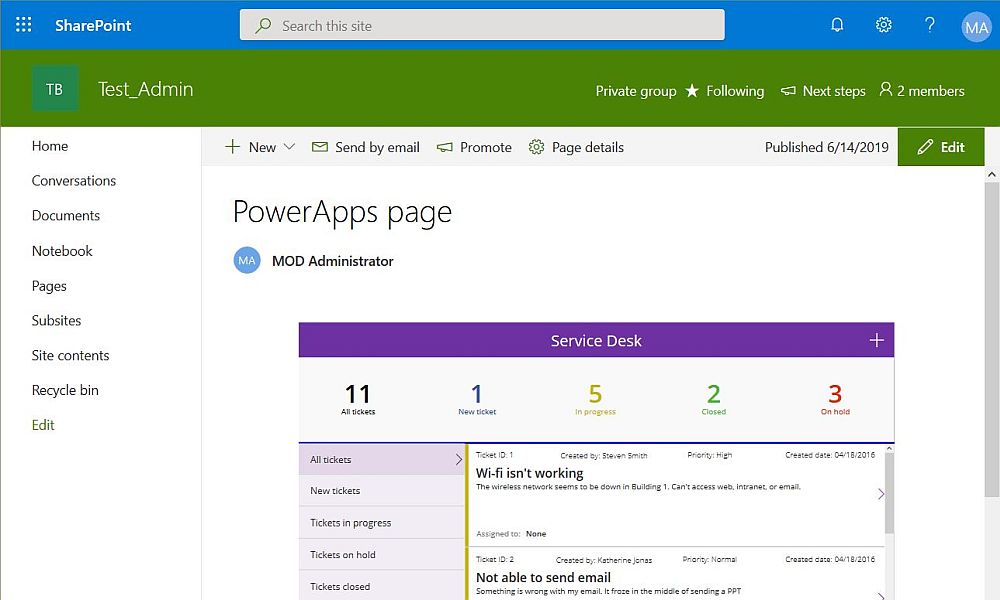 SharePoint
Search this site
?
MA
TB
Test_Admin
Private group ★ Following Next steps 2 members
Home
Conversations
Documents
Notebook
Pages
Subsites
Site contents
Recycle bin
Edit
New
Send by email
Promote
Page details
Published 6/14/2019
Edit
PowerApps page
MA
MOD Administrator
Service Desk +
11
All tickets
1
New ticket
5
In progress
2
Closed
3
On hold
All tickets
New tickets
Tickets in progress
Tickets on hold
Tickets closed
Ticket ID: 1 Created by: Steven Smith Priority: High Created date: 04/18/2016
Wi-fi isn't working
The wireless network seems to be down in Building 1. Can't access web, intranet, or email.
Assigned to: None
Ticket ID: 2 Created by: Katherine Jonas Priority: Normal Created date: 04/18/2016
Not able to send email
Something is wrong with my email. It froze in the middle of sending a PPT